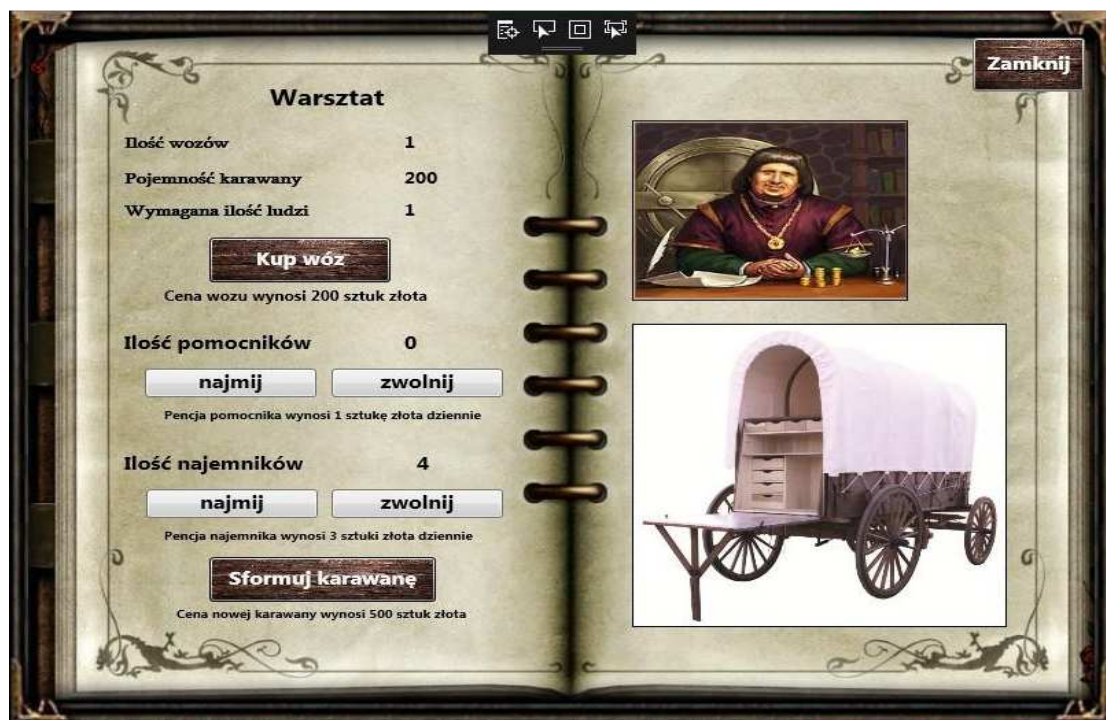 Zamknij
Warsztat
Ilość wozów 1
Pojemność karawany 200
Wymagana ilość ludzi 1
Kup wóz
Cena wozu wynosi 200 sztuk złota
Ilość pomocników 0
najmij zwolnij
Pencja pomocnika wynosi 1 sztukę złota dziennie
Ilość najemników 4
najmij zwolnij
Pencja najemnika wynosi 3 sztuki złota dziennie
Sformuj karawanę
Cena nowej karawany wynosi 500 sztuk złota